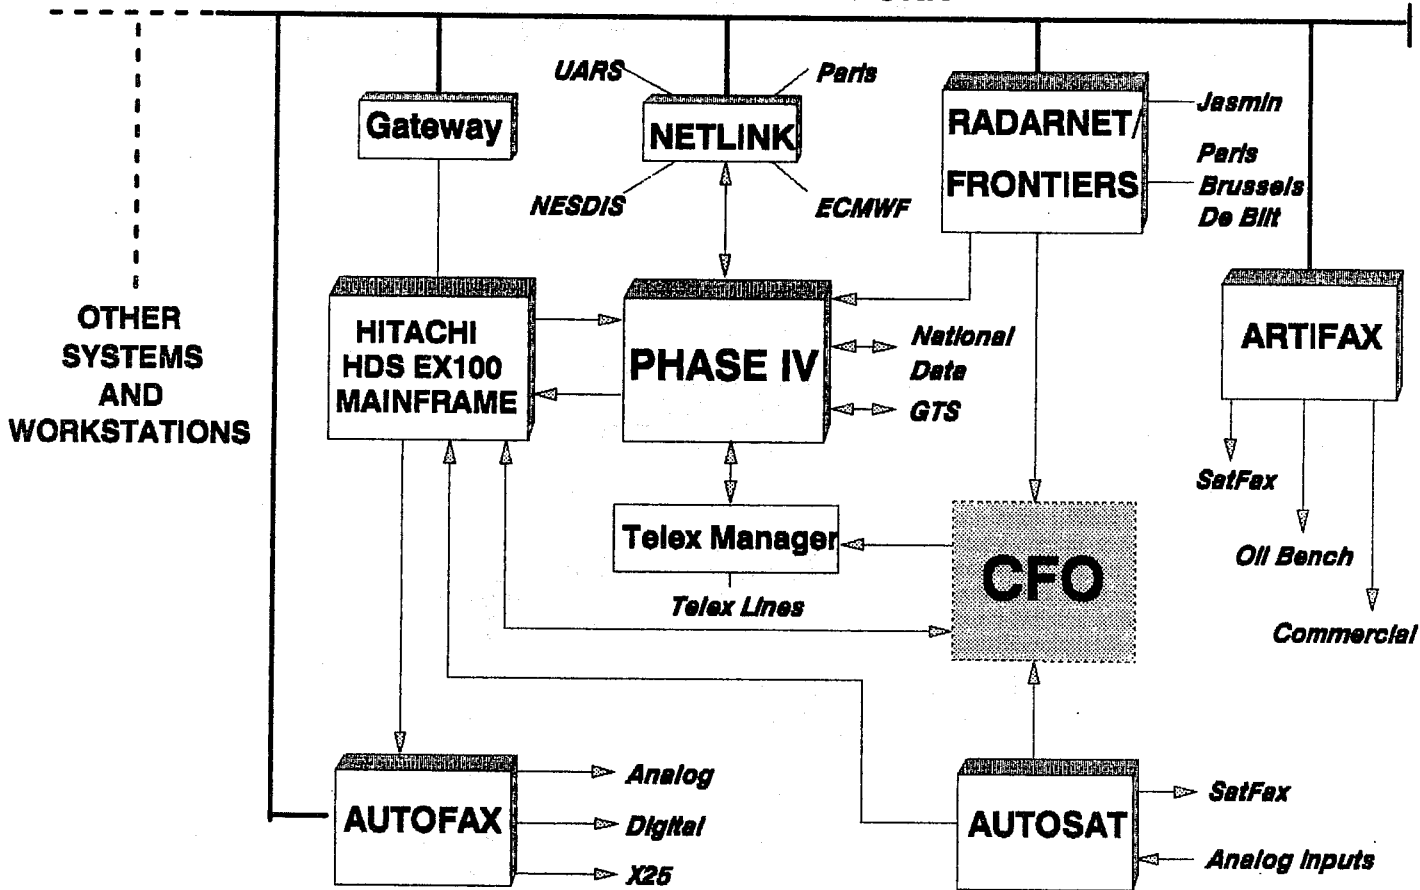 UARS
Paris
Gateway
NETLINK
NESDIS
ECMWF
RADARNET/
FRONTIERS
Jasmin
Paris
Brussels
De Bilt
OTHER
SYSTEMS
AND
WORKSTATIONS
HITACHI
HDS EX100
MAINFRAME
PHASE IV
National
Data
GTS
ARTIFAX
SatFax
Oil Bench
Commercial
Telex Manager
Telex Lines
CFO
AUTOFAX
Analog
Digital
X25
AUTOSAT
SatFax
Analog Inputs